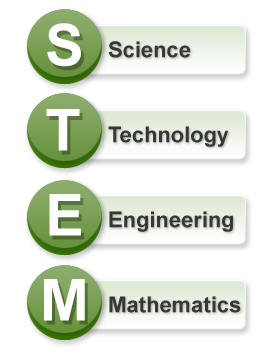 S Science
T Technology
E Engineering
M Mathematics